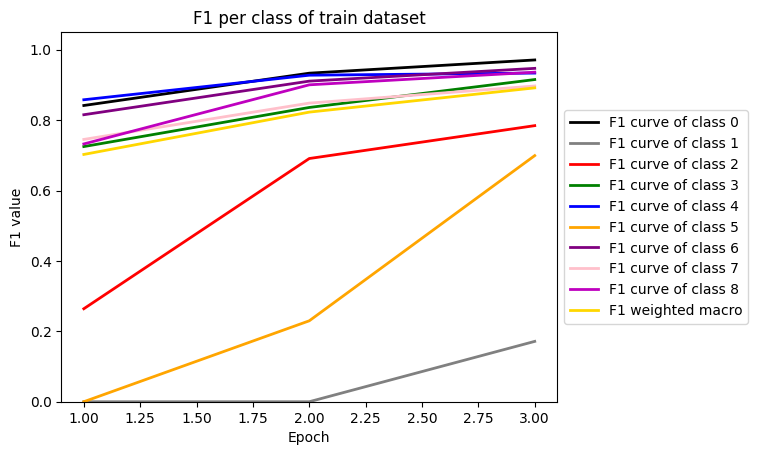 F1 per class of train dataset
1.0
0.8
0.6
0.4
0.2
0.0
F1 value
1.00 1.25 1.50 1.75 2.00 2.25 2.50 2.75 3.00
Epoch
F1 curve of class 0
F1 curve of class 1
F1 curve of class 2
F1 curve of class 3
F1 curve of class 4
F1 curve of class 5
F1 curve of class 6
F1 curve of class 7
F1 curve of class 8
F1 weighted macro